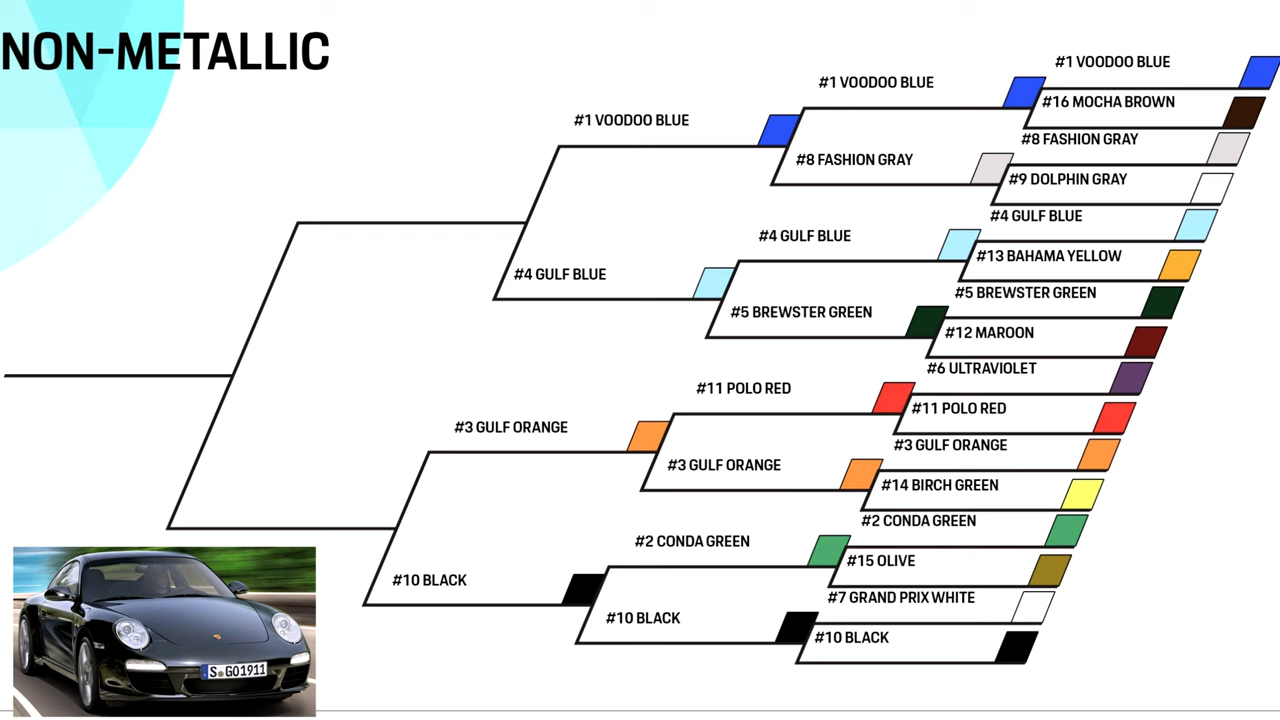 NON-METALLIC
#1 VOODOO BLUE
#16 MOCHA BROWN
#8 FASHION GRAY
#9 DOLPHIN GRAY
#4 GULF BLUE
#13 BAHAMA YELLOW
#5 BREWSTER GREEN
#12 MAROON
#6 ULTRAVIOLET
#11 POLO RED
#3 GULF ORANGE
#14 BIRCH GREEN
#2 CONDA GREEN
#15 OLIVE
#7 GRAND PRIX WHITE
#10 BLACK
#1 VOODOO BLUE
#8 FASHION GRAY
#4 GULF BLUE
#5 BREWSTER GREEN
#11 POLO RED
#3 GULF ORANGE
#2 CONDA GREEN
#10 BLACK
#1 VOODOO BLUE
#4 GULF BLUE
#3 GULF ORANGE
#10 BLACK
S GO1911